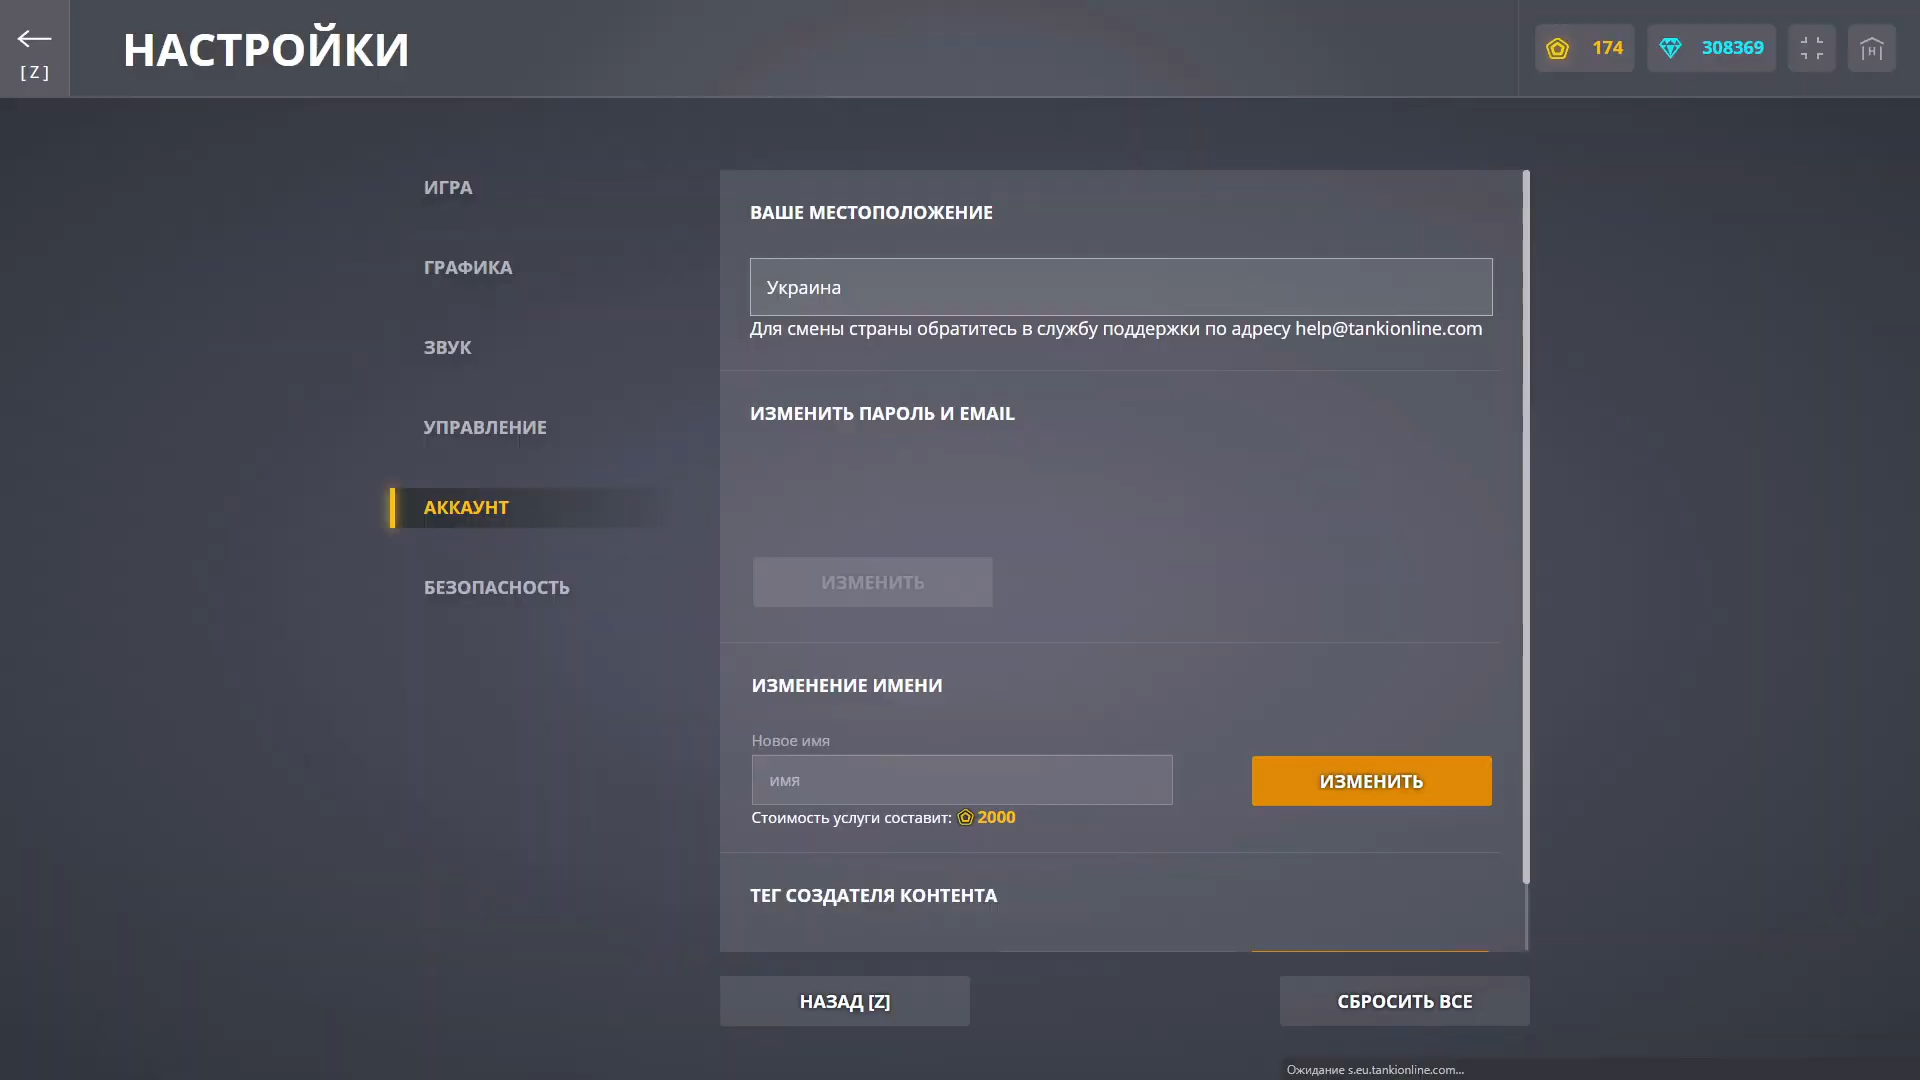 [Z]
НАСТРОЙКИ
174
308369
[H]
ИГРА
ГРАФИКА
ЗВУК
УПРАВЛЕНИЕ
АККАУНТ
БЕЗОПАСНОСТЬ
ВАШЕ МЕСТОПОЛОЖЕНИЕ
Украина
Для смены страны обратитесь в службу поддержки по адресу help@tankionline.com
ИЗМЕНИТЬ ПАРОЛЬ И EMAIL
ИЗМЕНИТЬ
ИЗМЕНЕНИЕ ИМЕНИ
Новое имя
имя
ИЗМЕНИТЬ
Стоимость услуги составит: 2000
ТЕГ СОЗДАТЕЛЯ КОНТЕНТА
НАЗАД [Z]
СБРОСИТЬ ВСЕ
Ожидание s.eu.tankionline.com...